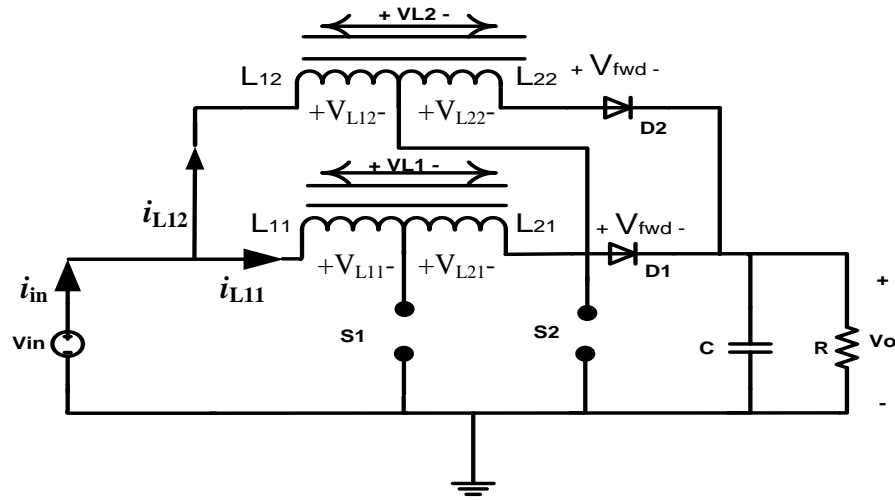 + VL2 -
L12
L22
+ Vfwd -
+VL12-
+VL22-
D2
+ VL1 -
iL12
L11
L21
+ Vfwd -
+VL11-
+VL21-
D1
iin
iL11
+
Vin
S1
S2
C
R
Vo
-